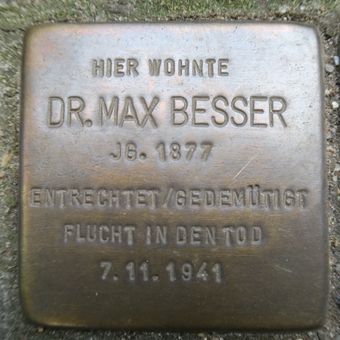 HIER WOHNTE
DR. MAX BESSER
JG. 1877
ENTRECHTET/GEDEMÜTIGT
FLUCHT IN DEN TOD
7.11.1941